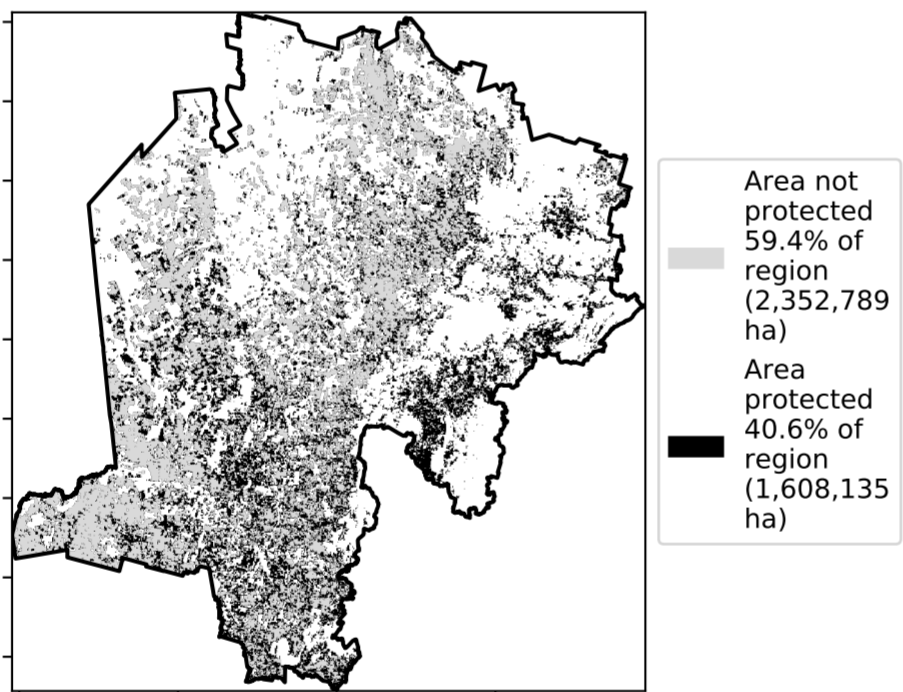 Area not
protected
59.4% of
region
(2,352,789
ha)
Area
protected
40.6% of
region
(1,608,135
ha)